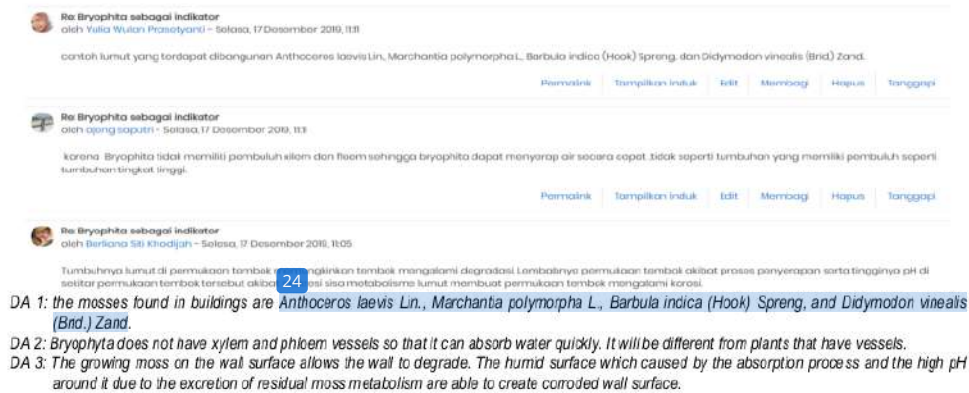 Re: Bryophita sebagai indikator
oleh Yulia Wulan Prasetyanti - Selasa, 17 Desember 2019, 11:11
contoh lumut yang terdapat dibangunan Anthoceros laevis Lin., Marchantia polymorpha L., Barbula indica (Hook) Spreng, dan Didymodon vinealis (Brid.) Zand.
Permalink Tampilkan induk Edit Membagi Hapus Tanggapi
Re: Bryophita sebagai indikator
oleh ajeng saputri - Selasa, 17 Desember 2019, 11:11
karena Bryophita tidak memiliti pembuluh xilem dan floem sehingga bryophita dapat menyerap air secara cepat .tidak seperti tumbuhan yang memiliki pembuluh seperti
tumbuhan tingkat tinggi.
Permalink Tampilkan induk Edit Membagi Hapus Tanggapi
Re: Bryophita sebagai indikator
oleh Berliana Siti Khodijah - Selasa, 17 Desember 2019, 11:05
Tumbuhnya lumut di permukaan tembok mengalami degradasi. Lembabnya permukaan tembok akibat proses penyerapan serta tingginya pH di
24
sekitar permukaan tembok tersebut sisa metabolisme lumut membuat permukaan tembok mengalami korosi.
DA 1: the mosses found in buildings are Anthoceros laevis Lin., Marchantia polymorpha L., Barbula indica (Hook) Spreng, and Didymodon vinealis
(Brid.) Zand.
DA 2: Bryophyta does not have xylem and phloem vessels so that it can absorb water quickly. It will be different from plants that have vessels.
DA 3: The growing moss on the wall surface allows the wall to degrade. The humid surface which caused by the absorption process and the high pH
around it due to the excretion of residual moss metabolism are able to create corroded wall surface.